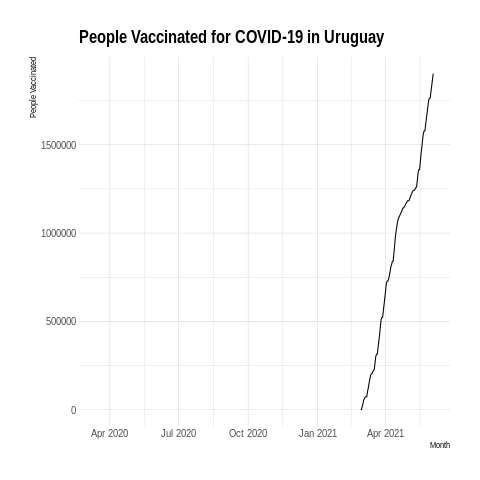 People Vaccinated for COVID-19 in Uruguay
People Vaccinated
1500000
1000000
500000
0
Apr 2020
Jul 2020
Oct 2020
Jan 2021
Apr 2021
Month